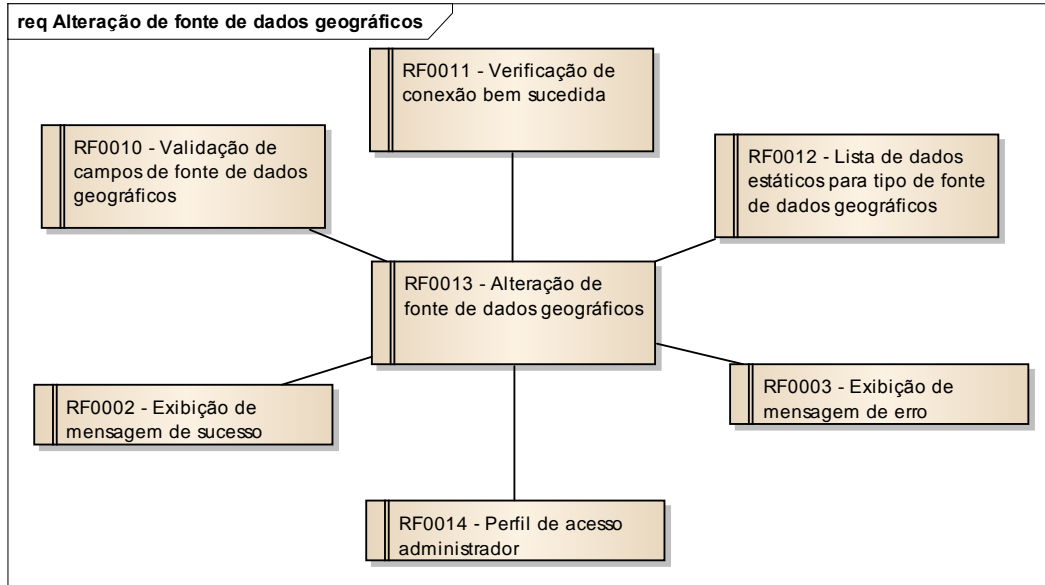 req Alteração de fonte de dados geográficos
RF0011 - Verificação de
conexão bem sucedida
RF0010 - Validação de
campos de fonte de dados
geográficos
RF0012 - Lista de dados
estáticos para tipo de fonte
de dados geográficos
RF0013 - Alteração de
fonte de dados geográficos
RF0002 - Exibição de
mensagem de sucesso
RF0003 - Exibição de
mensagem de erro
RF0014 - Perfil de acesso
administrador